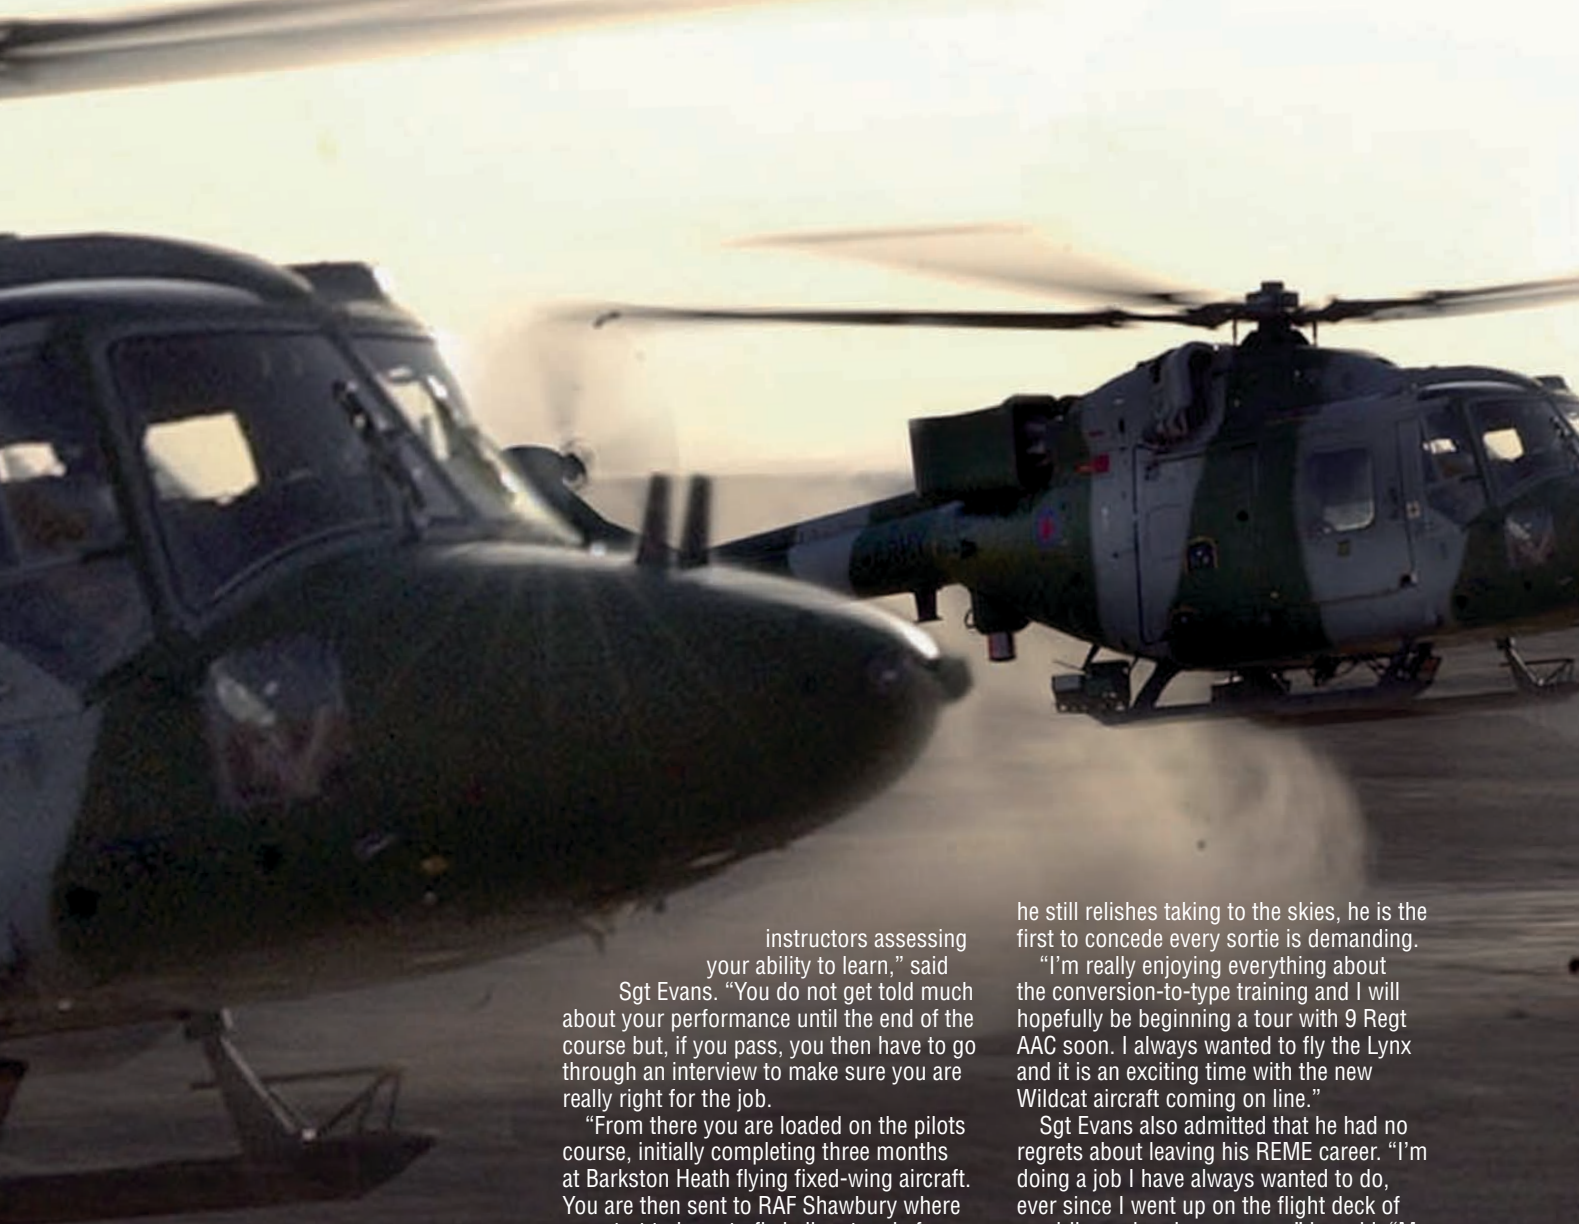 instructors assessing
your ability to learn,” said
Sgt Evans. “You do not get told much
about your performance until the end of the
course but, if you pass, you then have to go
through an interview to make sure you are
really right for the job.
“From there you are loaded on the pilots
course, initially completing three months
at Barkston Heath flying fixed-wing aircraft.
You are then sent to RAF Shawbury where
he still relishes taking to the skies, he is the
first to concede every sortie is demanding.
“I’m really enjoying everything about
the conversion-to-type training and I will
hopefully be beginning a tour with 9 Regt
AAC soon. I always wanted to fly the Lynx
and it is an exciting time with the new
Wildcat aircraft coming on line.”
Sgt Evans also admitted that he had no
regrets about leaving his REME career. “I’m
doing a job I have always wanted to do,
ever since I went up on the flight deck of